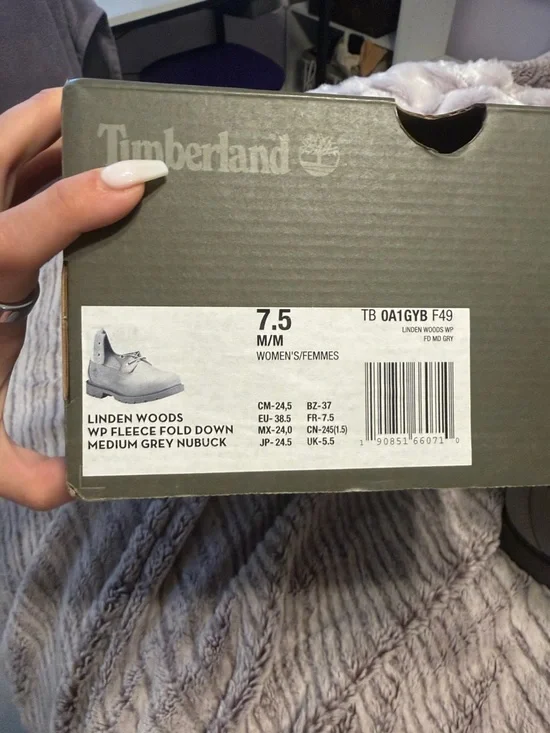 Timberland
7.5
M/M
WOMEN'S/FEMMES
TB 0A1GYB F49
LINDEN WOODS WP
FD MD GRY
LINDEN WOODS
WP FLEECE FOLD DOWN
MEDIUM GREY NUBUCK
CM-24,5 BZ-37
EU-38.5 FR-7.5
MX-24,0 CN-245(1.5)
JP-24.5 UK-5.5
1 90851 66071 0